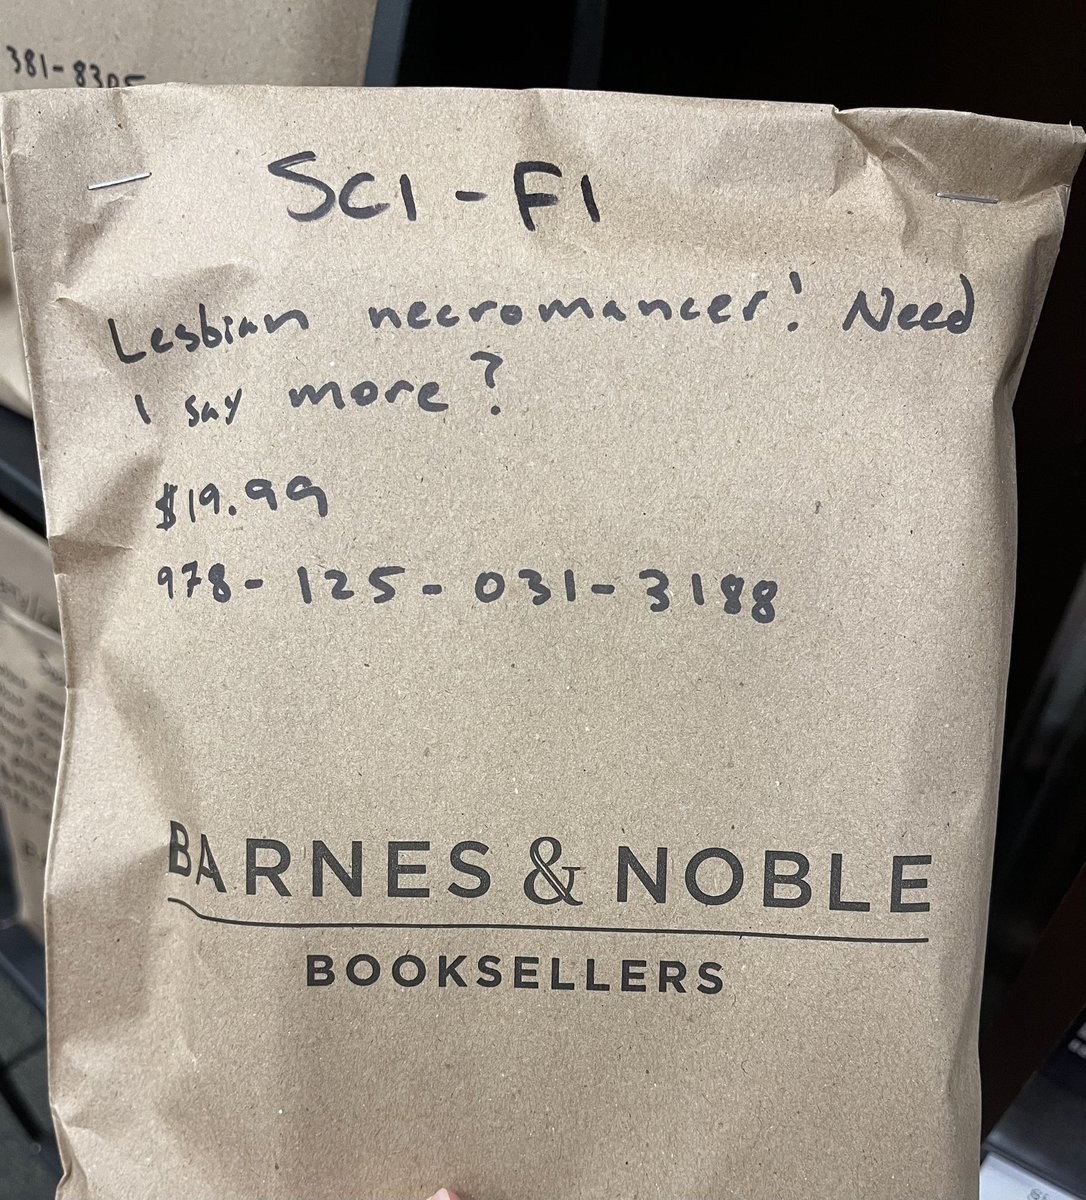 381-8305
SCI-FI
Lesbian necromancer! Need
I say more?
$19.99
978-125-031-3188
BARNES & NOBLE
BOOKSELLERS